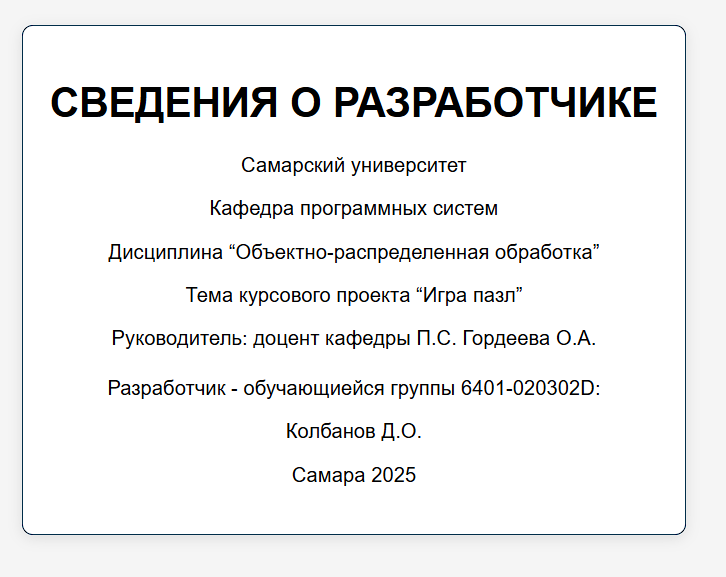 СВЕДЕНИЯ О РАЗРАБОТЧИКЕ
Самарский университет
Кафедра программных систем
Дисциплина “Объектно-распределенная обработка”
Тема курсового проекта “Игра пазл”
Руководитель: доцент кафедры П.С. Гордеева О.А.
Разработчик - обучающиейся группы 6401-020302D:
Колбанов Д.О.
Самара 2025